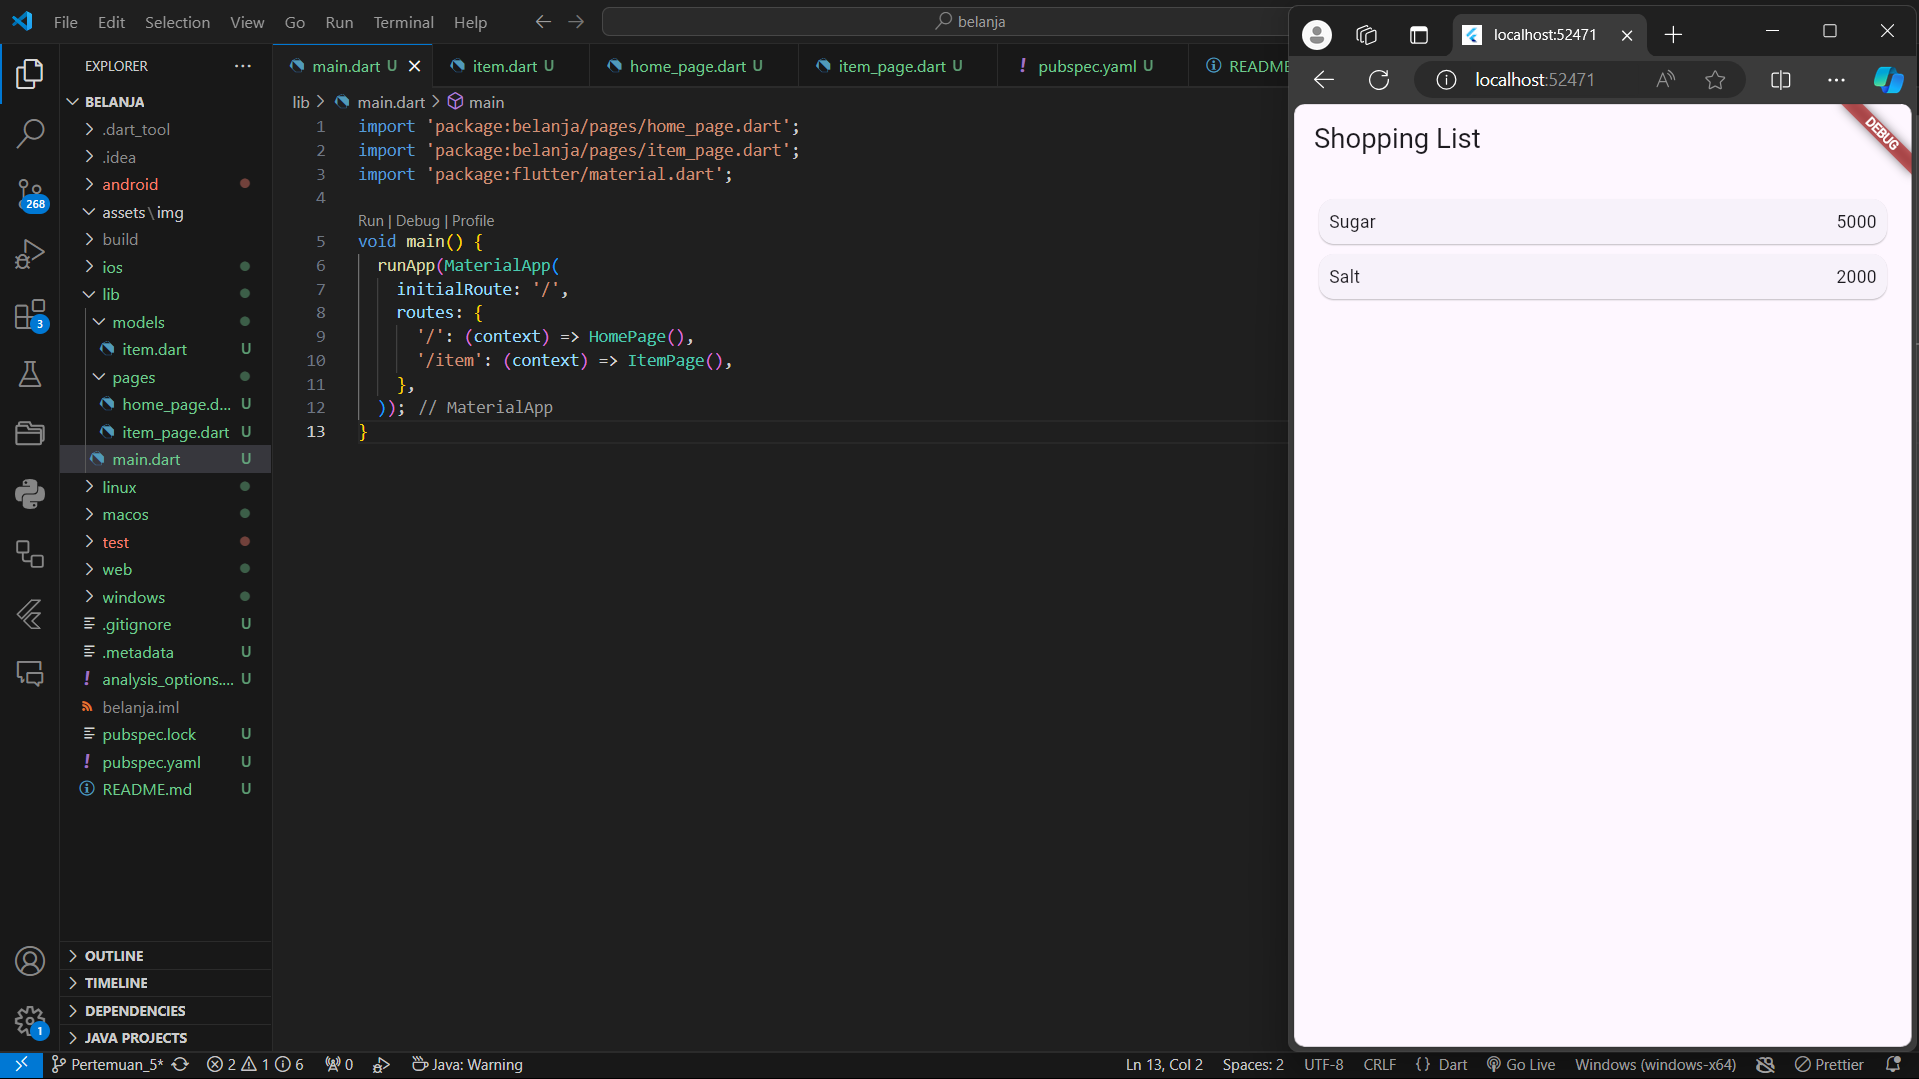 File Edit Selection View Go Run Terminal Help
belanja
EXPLORER
BELANJA
.dart_tool
.idea
android
assets\img
build
ios
lib
models
item.dart U
pages
home_page.d... U
item_page.dart U
main.dart U
linux
macos
test
web
windows
.gitignore U
.metadata U
analysis_options.... U
belanja.iml
pubspec.lock U
pubspec.yaml U
README.md U
OUTLINE
TIMELINE
DEPENDENCIES
JAVA PROJECTS
268
3
1
main.dart U
item.dart U
home_page.dart U
item_page.dart U
pubspec.yaml U
README
lib > main.dart > main
1 import 'package:belanja/pages/home_page.dart';
2 import 'package:belanja/pages/item_page.dart';
3 import 'package:flutter/material.dart';
4
Run | Debug | Profile
5 void main() {
6 runApp(MaterialApp(
7 initialRoute: '/',
8 routes: {
9 '/': (context) => HomePage(),
10 '/item': (context) => ItemPage(),
11 },
12 )); // MaterialApp
13 }
localhost:52471
localhost:52471
Shopping List
DEBUG
Sugar 5000
Salt 2000
Pertemuan_5* 2 1 6 0 Java: Warning
Ln 13, Col 2 Spaces: 2 UTF-8 CRLF {} Dart Go Live Windows (windows-x64) Prettier